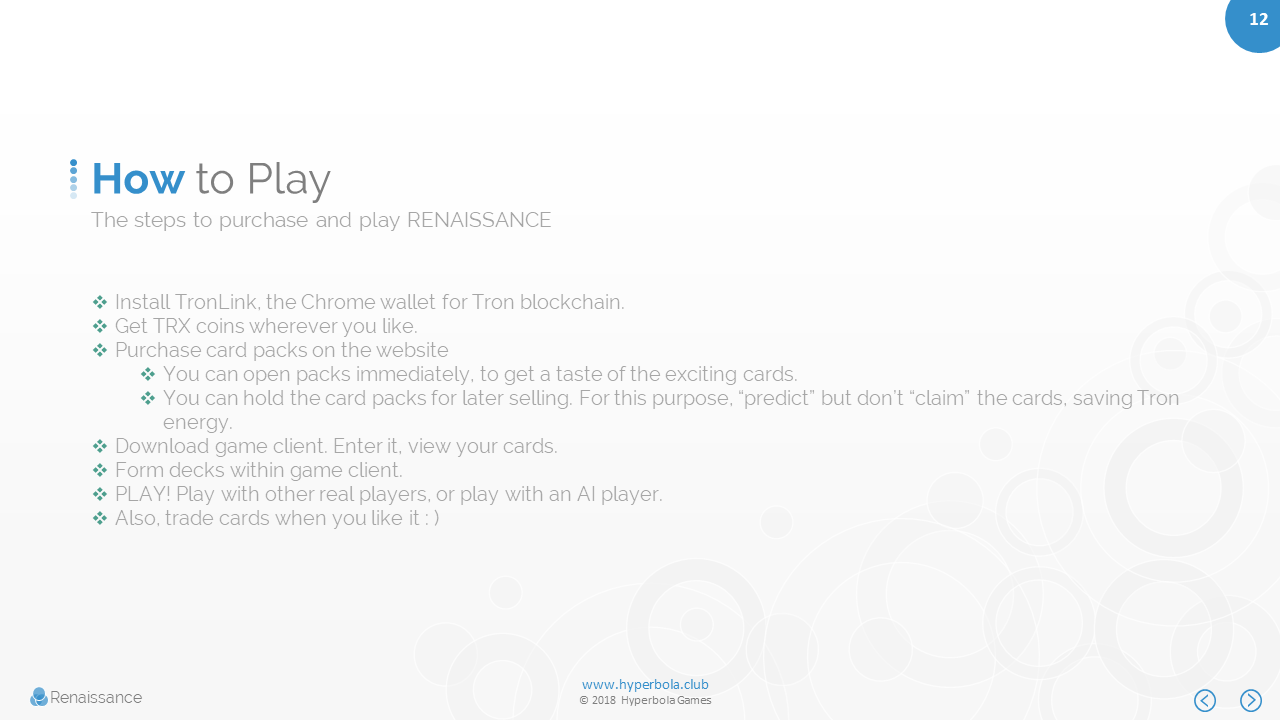 12
How to Play
The steps to purchase and play RENAISSANCE
Install TronLink, the Chrome wallet for Tron blockchain.
Get TRX coins wherever you like.
Purchase card packs on the website
You can open packs immediately, to get a taste of the exciting cards.
You can hold the card packs for later selling. For this purpose, “predict” but don’t “claim” the cards, saving Tron
energy.
Download game client. Enter it, view your cards.
Form decks within game client.
PLAY! Play with other real players, or play with an AI player.
Also, trade cards when you like it : )
Renaissance
www.hyperbola.club
© 2018 Hyperbola Games